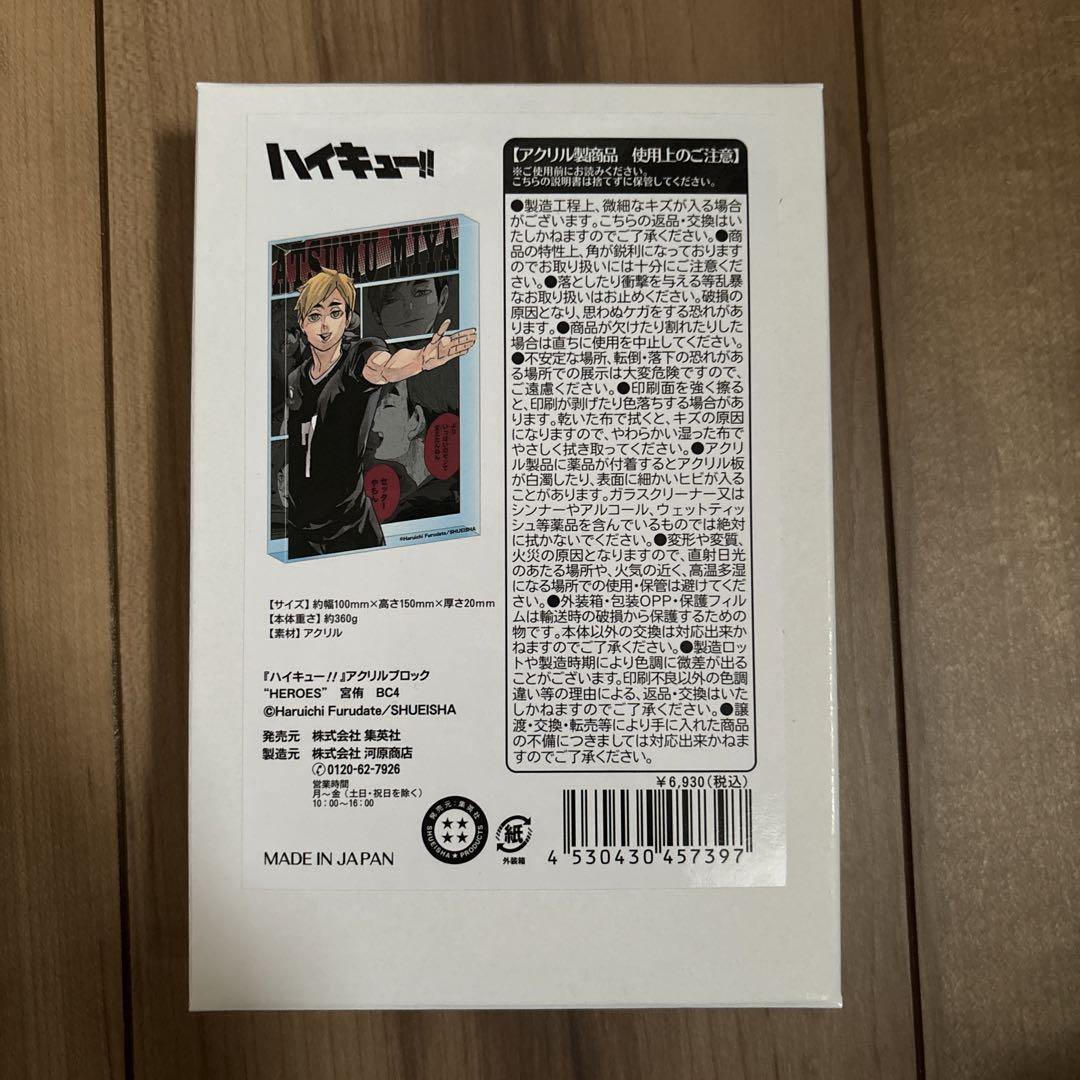 ハイキュー!!
ATSUMU MIYA
より
いっぱいのモンで
セッター
やもん
©Haruichi Furudate/SHUEISHA
【サイズ】約幅100mm×高さ150mm×厚さ20mm
【本体重さ】約360g
【素材】アクリル
『ハイキュー!!』アクリルブロック
“HEROES” 宮侑 BC4
©Haruichi Furudate/SHUEISHA
発売元 株式会社 集英社
製造元 株式会社 河原商店
✆0120-62-7926
営業時間
月～金（土日・祝日を除く）
10：00～16：00
MADE IN JAPAN
発売元：集英社
SHUEISHA★PRODUCTS
紙
外装箱
【アクリル製商品 使用上のご注意】
※ご使用前にお読みください。
こちらの説明書は捨てずに保管してください。
●製造工程上、微細なキズが入る場合
がございます。こちらの返品・交換はい
たしかねますのでご了承ください。●商
品の特性上、角が鋭利になっております
のでお取り扱いには十分にご注意くだ
さい。●落としたり衝撃を与える等乱暴
なお取り扱いはお止めください。破損の
原因となり、思わぬケガをする恐れがあ
ります。●商品が欠けたり割れたりした
場合は直ちに使用を中止してください。
●不安定な場所、転倒・落下の恐れがあ
る場所での展示は大変危険ですので、
ご遠慮ください。●印刷面を強く擦る
と、印刷が剥げたり色落ちする場合があ
ります。乾いた布で拭くと、キズの原因
になりますので、やわらかい湿った布で
やさしく拭き取ってください。●アクリ
ル製品に薬品が付着するとアクリル板
が白濁したり、表面に細かいヒビが入る
ことがあります。ガラスクリーナー又は
シンナーやアルコール、ウェットティッ
シュ等薬品を含んでいるものでは絶対
に拭かないでください。●変形や変質、
火災の原因となりますので、直射日光
のあたる場所や、火気の近く、高温多湿
になる場所での使用・保管は避けてくだ
さい。●外装箱・包装OPP・保護フィル
ムは輸送時の破損から保護するための
物です。本体以外の交換は対応出来か
ねますのでご了承ください。●製造ロッ
トや製造時期により色調に微差が出る
ことがございます。印刷不良以外の色調
違い等の理由による、返品・交換はいた
しかねますのでご了承ください。●譲
渡・交換・転売等により手に入れた商品
の不備につきましては対応出来かねま
すのでご了承ください。
￥6,930（税込）
4 530430 457397